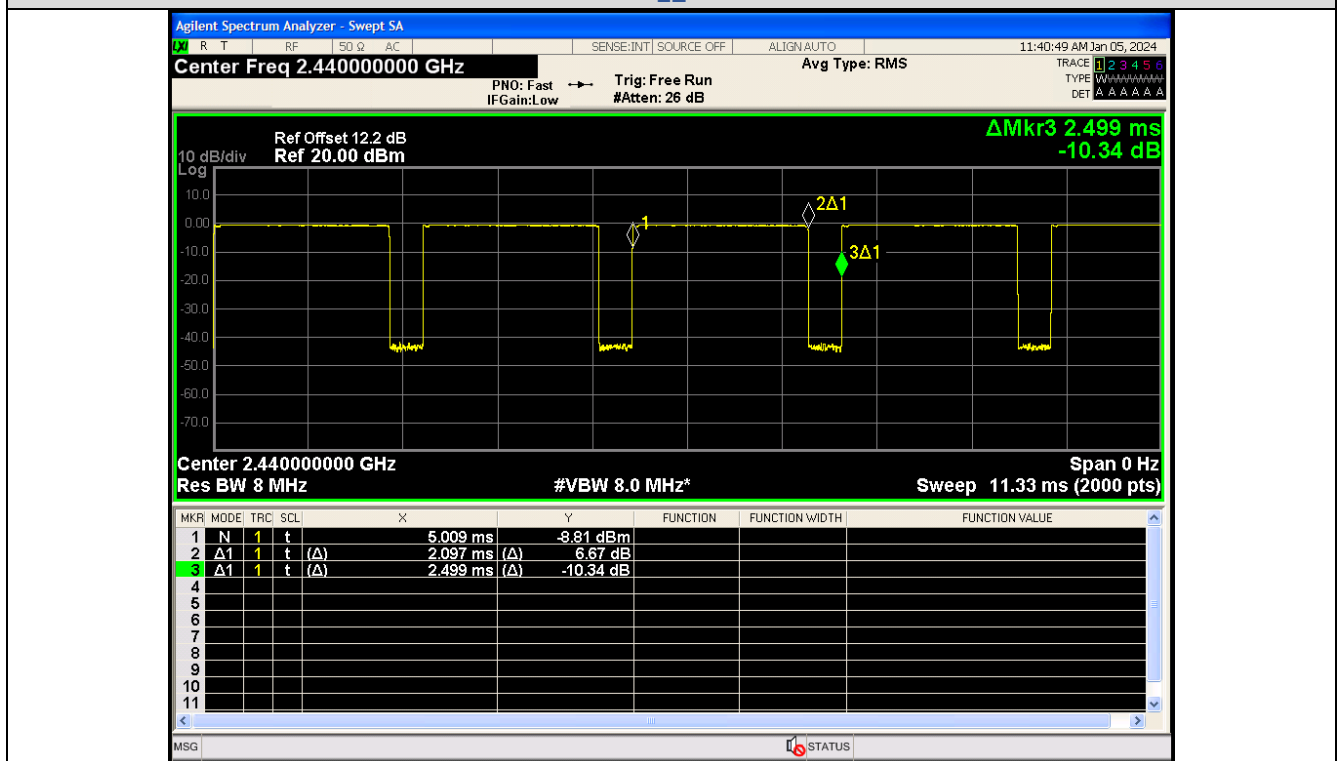 Agilent Spectrum Analyzer - Swept SA
LXI R T RF 50 Ω AC SENSE:INT SOURCE OFF ALIGN AUTO 11:40:49 AM Jan 05, 2024
Center Freq 2.440000000 GHz Avg Type: RMS TRACE 1 2 3 4 5 6
PNO: Fast Trig: Free Run TYPE WWWWWW
IFGain:Low #Atten: 26 dB DET A A A A A A
ΔMkr3 2.499 ms
Ref Offset 12.2 dB
10 dB/div Ref 20.00 dBm -10.34 dB
Log
10.0
2Δ1
0.00
1
-10.0
3Δ1
-20.0
-30.0
-40.0
-50.0
-60.0
-70.0
Center 2.440000000 GHz Span 0 Hz
Res BW 8 MHz #VBW 8.0 MHz* Sweep 11.33 ms (2000 pts)
MKR MODE TRC SCL X Y FUNCTION FUNCTION WIDTH FUNCTION VALUE
1 N 1 t 5.009 ms -8.81 dBm
2 Δ1 1 t (Δ) 2.097 ms (Δ) 6.67 dB
3 Δ1 1 t (Δ) 2.499 ms (Δ) -10.34 dB
4
5
6
7
8
9
10
11
MSG STATUS